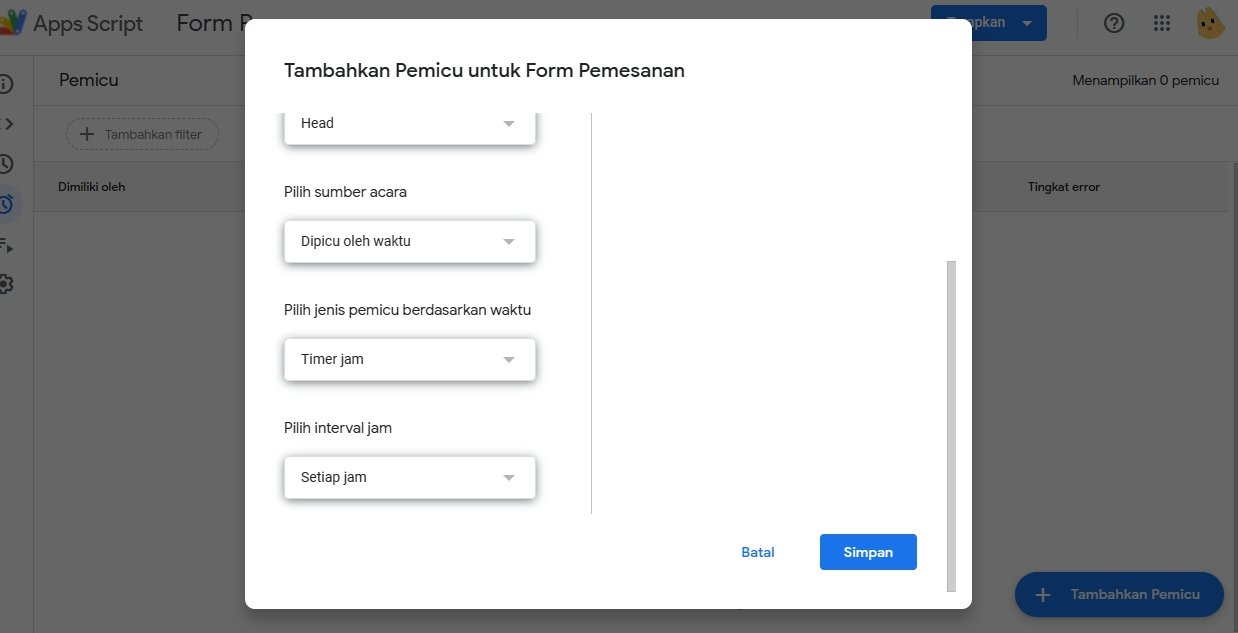 Apps Script
Form P
pkan
Tambahkan Pemicu untuk Form Pemesanan
Pemicu
Menampilkan 0 pemicu
Head
Tambahkan filter
Dimiliki oleh
Tingkat error
Pilih sumber acara
Dipicu oleh waktu
Pilih jenis pemicu berdasarkan waktu
Timer jam
Pilih interval jam
Setiap jam
Batal
Simpan
Tambahkan Pemicu